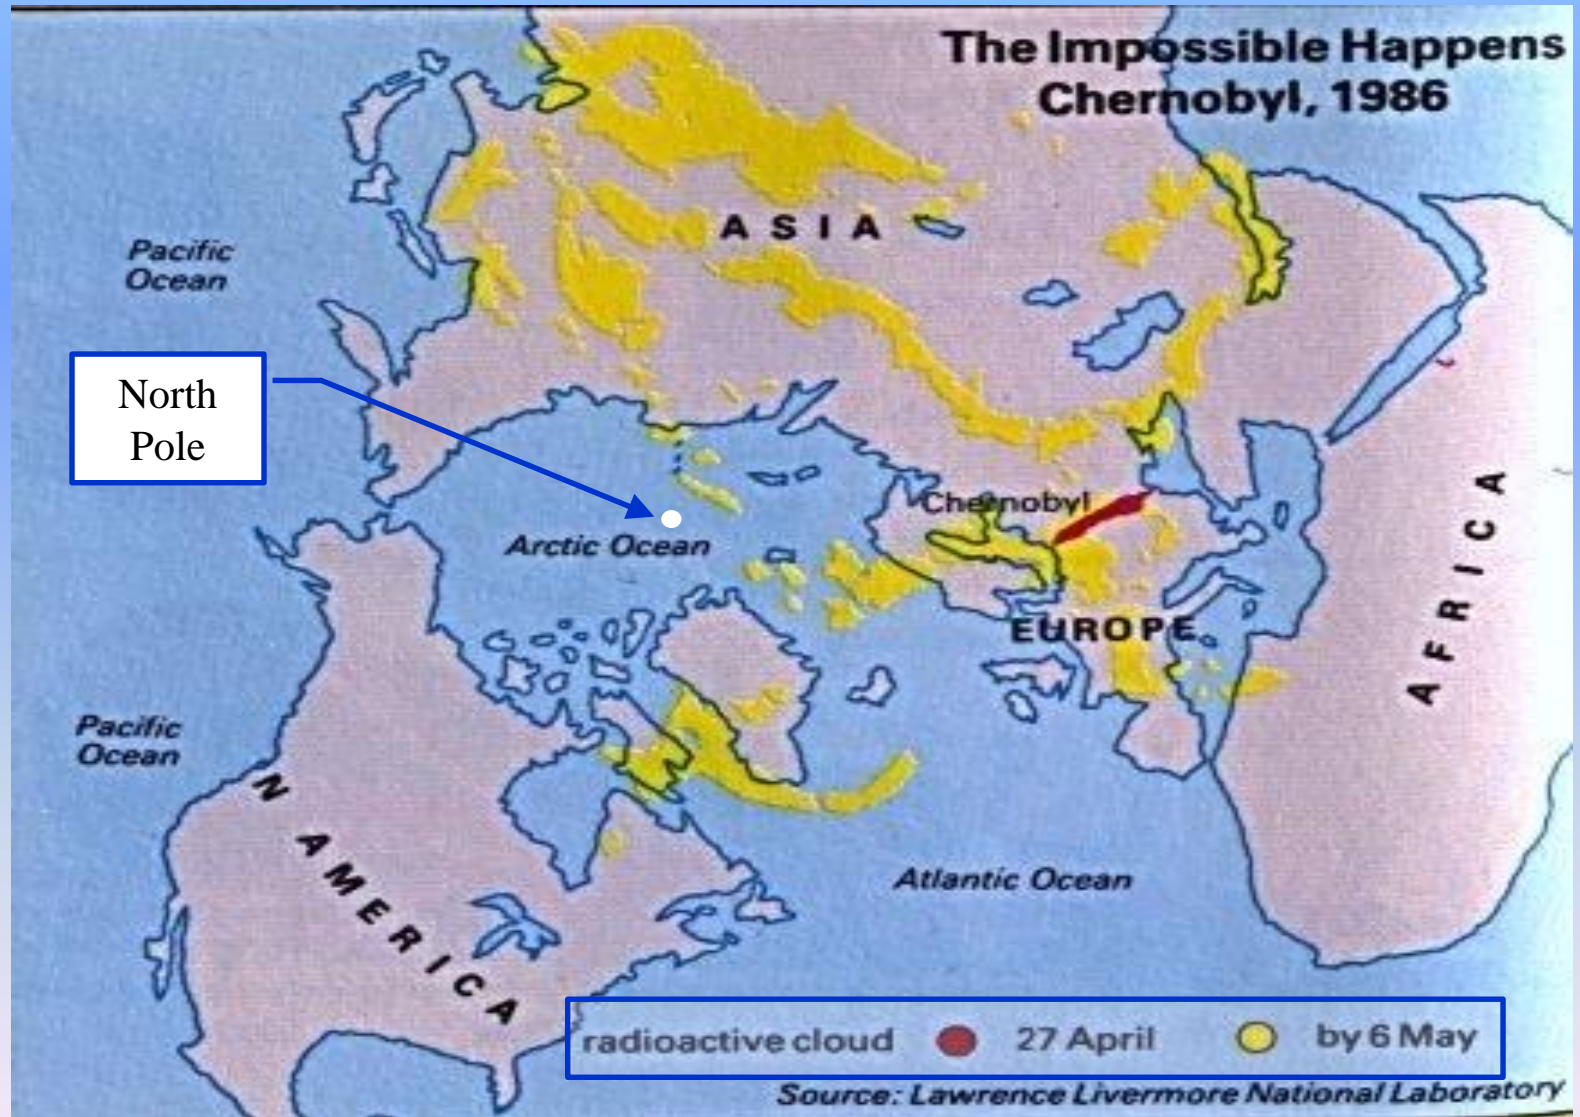 The Impossible Happens
Chernobyl, 1986
ASIA
Pacific
Ocean
North
Pole
Chernobyl
Arctic Ocean
EUROPE
AFRICA
Pacific
Ocean
N AMERICA
Atlantic Ocean
radioactive cloud 27 April by 6 May
Source: Lawrence Livermore National Laboratory